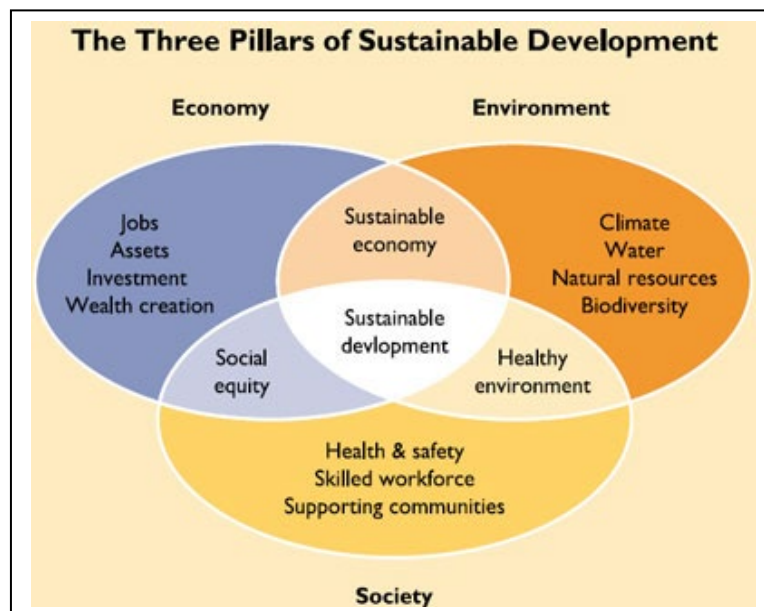 The Three Pillars of Sustainable Development
Economy
Environment
Jobs
Assets
Investment
Wealth creation
Sustainable
economy
Climate
Water
Natural resources
Biodiversity
Sustainable
devlopment
Social
equity
Healthy
environment
Health & safety
Skilled workforce
Supporting communities
Society